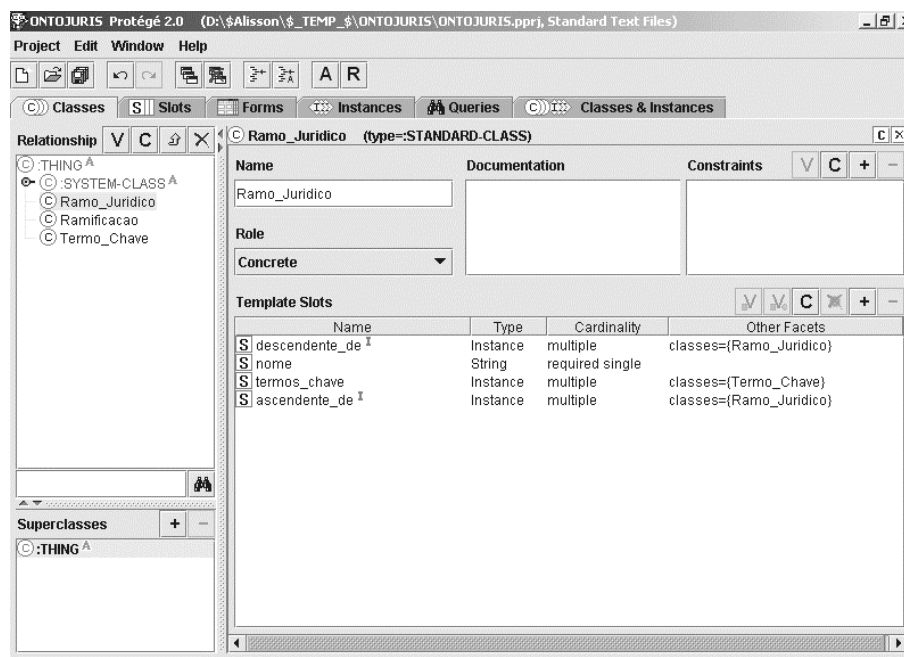 ONTOJURIS Protégé 2.0 (D:\$Alisson\$_TEMP_$\ONTOJURIS\ONTOJURIS.pprj, Standard Text Files)
Project Edit Window Help
A R
C Classes S Slots Forms I Instances Queries C I Classes & Instances
Relationship V C
C :THING A
C :SYSTEM-CLASS A
C Ramo_Juridico
C Ramificacao
C Termo_Chave
Superclasses + -
C :THING A
C Ramo_Juridico (type=:STANDARD-CLASS) C X
Name
Ramo_Juridico
Role
Concrete
Documentation
Constraints V C + -
Template Slots V V C + -
Name Type Cardinality Other Facets
S descendente_de I Instance multiple classes={Ramo_Juridico}
S nome String required single
S termos_chave Instance multiple classes={Termo_Chave}
S ascendente_de I Instance multiple classes={Ramo_Juridico}